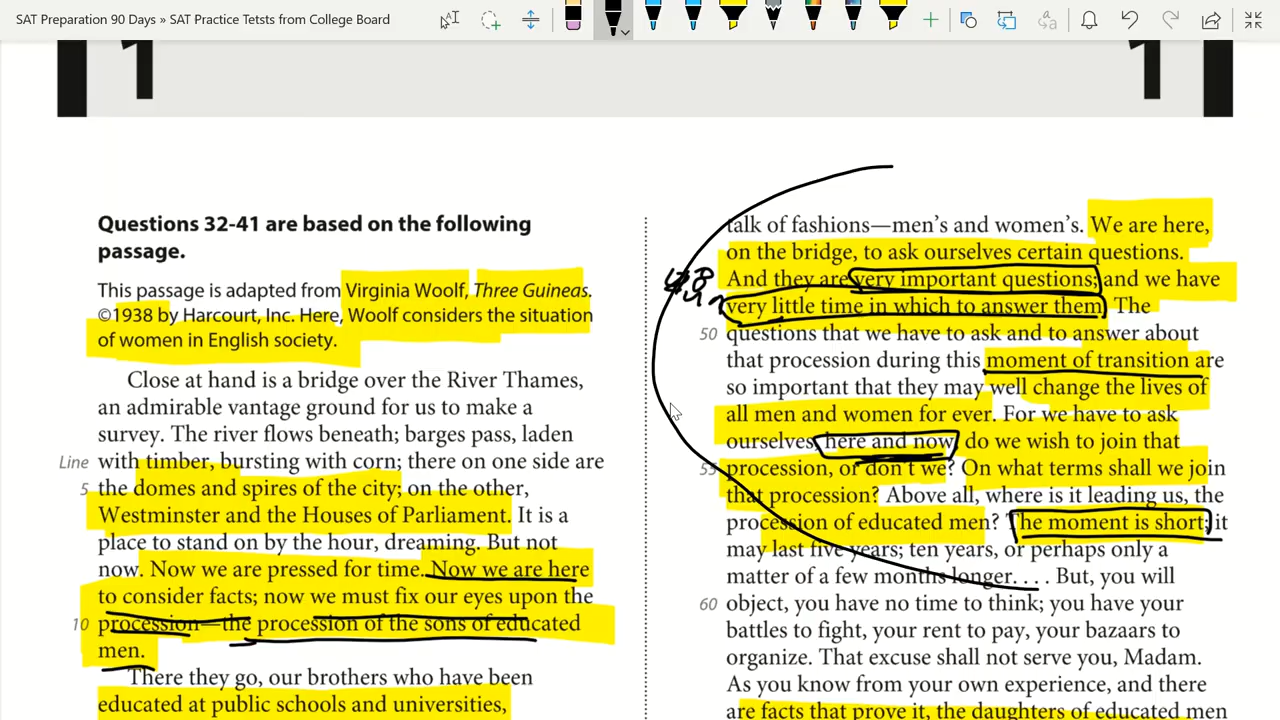 SAT Preparation 90 Days » SAT Practice Tetsts from College Board
1
1
Questions 32-41 are based on the following
passage.
This passage is adapted from Virginia Woolf, Three Guineas.
©1938 by Harcourt, Inc. Here, Woolf considers the situation
of women in English society.
Close at hand is a bridge over the River Thames,
an admirable vantage ground for us to make a
survey. The river flows beneath; barges pass, laden
Line with timber, bursting with corn; there on one side are
5 the domes and spires of the city; on the other,
Westminster and the Houses of Parliament. It is a
place to stand on by the hour, dreaming. But not
now. Now we are pressed for time. Now we are here
to consider facts; now we must fix our eyes upon the
10 procession—the procession of the sons of educated
men.
There they go, our brothers who have been
educated at public schools and universities,
talk of fashions—men’s and women’s. We are here,
on the bridge, to ask ourselves certain questions.
And they are very important questions; and we have
very little time in which to answer them. The
50 questions that we have to ask and to answer about
that procession during this moment of transition are
so important that they may well change the lives of
all men and women for ever. For we have to ask
ourselves, here and now, do we wish to join that
55 procession, or don’t we? On what terms shall we join
that procession? Above all, where is it leading us, the
procession of educated men? The moment is short; it
may last five years; ten years, or perhaps only a
matter of a few months longer. . . . But, you will
60 object, you have no time to think; you have your
battles to fight, your rent to pay, your bazaars to
organize. That excuse shall not serve you, Madam.
As you know from your own experience, and there
are facts that prove it, the daughters of educated men